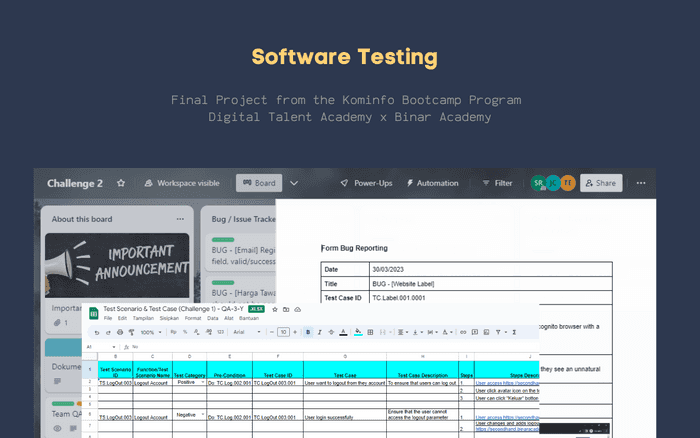 Software Testing
Final Project from the Kominfo Bootcamp Program
Digital Talent Academy x Binar Academy
Challenge 2
Workspace visible
Board
Power-Ups
Automation
Filter
SR
Share
About this board
Bug / Issue Tracke
IMPORTANT
ANNOUNCEMENT
BUG - [Email] Regi
field, valid/success
BUG - [Harga Tawa
Importan
1
Dokume
Team QA
Form Bug Reporting
Date 30/03/2023
Title BUG - [Website Label]
Test Case ID TC.Label.001.0001
cognito browser with a
they see an unnatural
Test Scenario & Test Case (Challenge 1) - QA-3-Y .XLSX
File Edit Tampilan Sisipkan Format Data Alat Bantuan
100% Rp % Arial 10
A1 No
B C D E F G H I
Test Scenario ID Function/Test Scenario Name Test Category Pre-Condition Test Case ID Test Case Test Case Description Steps Steps Descri
2 TS.LogOut.003 Logout Account Positive Do: TC.Log.002.001 TC.LogOut.003.001 User want to logout from they account To ensure that users can log out 1. User access https://secondha
3 2. User click avatar icon on the
4 3 User can click "Keluar" button
5
6 TS.LogOut.003 Logout Account Negative Do: TC.Log.002.001 TC.LogOut.003.001 User login successfully Ensure that the user cannot access the logout parameter 1. User access https://secondha
7 2. User changes and adds logout